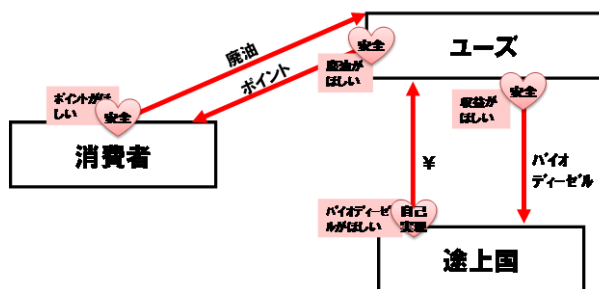 廃油
安全
ユーズ
ポイント
廃油が
ほしい
安全
収益が
ほしい
ポイントがほ
しい
安全
消費者
¥
バイオ
ディーゼル
バイオディーゼ
ルがほしい
自己
実現
途上国